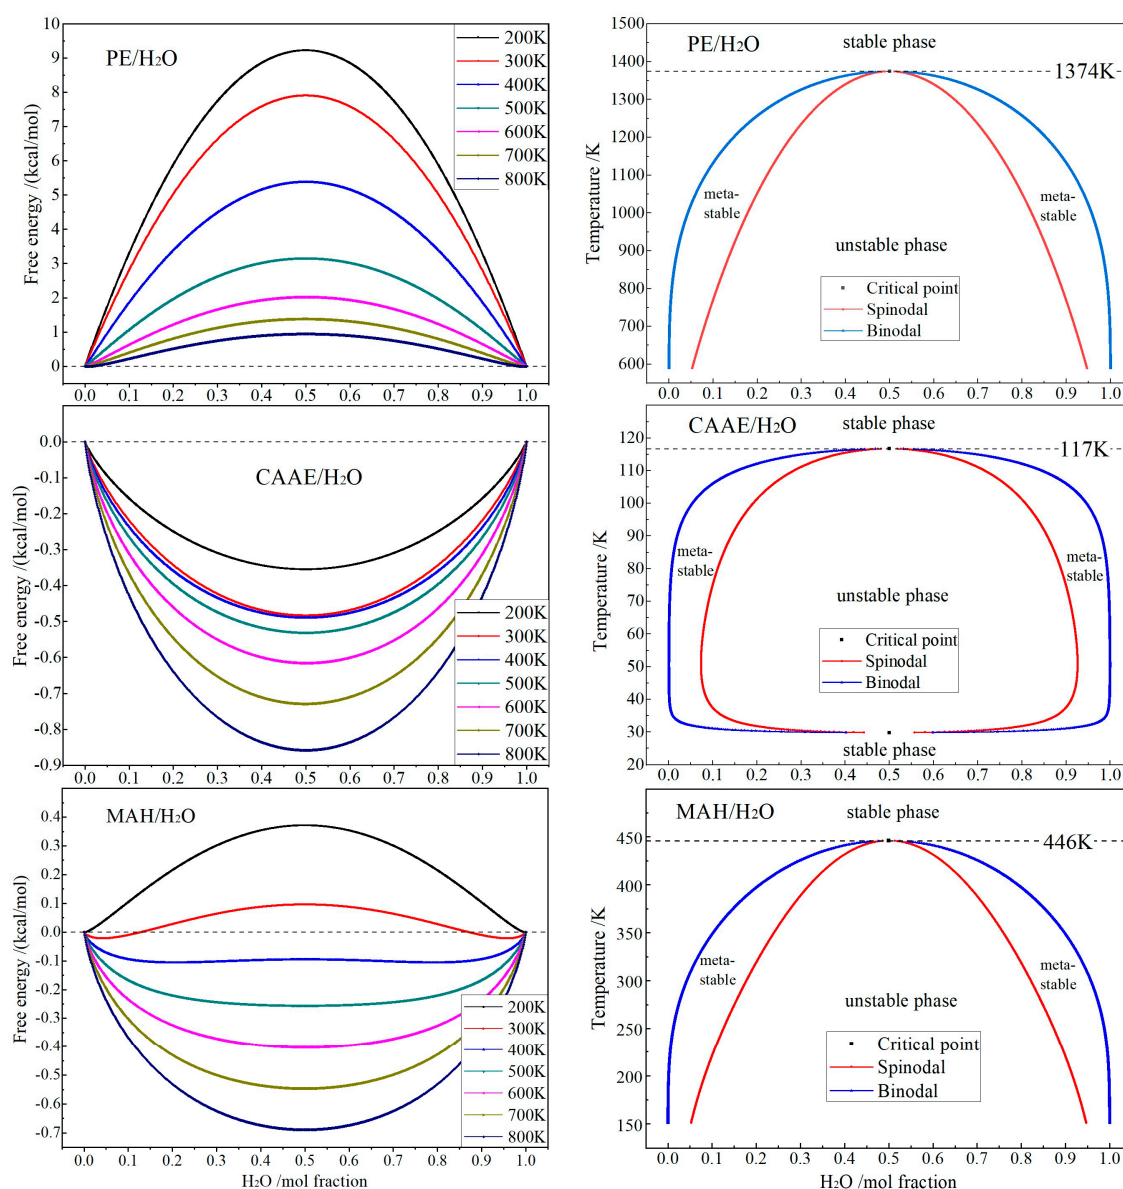 PE/H2O
10
9
8
7
6
5
4
3
2
1
0
Free energy /(kcal/mol)
200K
300K
400K
500K
600K
700K
800K
0.0 0.1 0.2 0.3 0.4 0.5 0.6 0.7 0.8 0.9 1.0
PE/H2O
stable phase
1374K
1500
1400
1300
1200
1100
1000
900
800
700
600
Temperature /K
meta-
stable
meta-
stable
unstable phase
Critical point
Spinodal
Binodal
0.0 0.1 0.2 0.3 0.4 0.5 0.6 0.7 0.8 0.9 1.0
CAAE/H2O
0.0
-0.1
-0.2
-0.3
-0.4
-0.5
-0.6
-0.7
-0.8
-0.9
Free energy /(kcal/mol)
200K
300K
400K
500K
600K
700K
800K
0.0 0.1 0.2 0.3 0.4 0.5 0.6 0.7 0.8 0.9 1.0
CAAE/H2O
stable phase
117K
120
110
100
90
80
70
60
50
40
30
20
Temperature /K
meta-
stable
meta-
stable
unstable phase
Critical point
Spinodal
Binodal
stable phase
0.0 0.1 0.2 0.3 0.4 0.5 0.6 0.7 0.8 0.9 1.0
MAH/H2O
0.4
0.3
0.2
0.1
0.0
-0.1
-0.2
-0.3
-0.4
-0.5
-0.6
-0.7
Free energy /(kcal/mol)
200K
300K
400K
500K
600K
700K
800K
0.0 0.1 0.2 0.3 0.4 0.5 0.6 0.7 0.8 0.9 1.0
H2O /mol fraction
MAH/H2O
stable phase
446K
450
400
350
300
250
200
150
Temperature /K
meta-
stable
meta-
stable
unstable phase
Critical point
Spinodal
Binodal
0.0 0.1 0.2 0.3 0.4 0.5 0.6 0.7 0.8 0.9 1.0
H2O /mol fraction